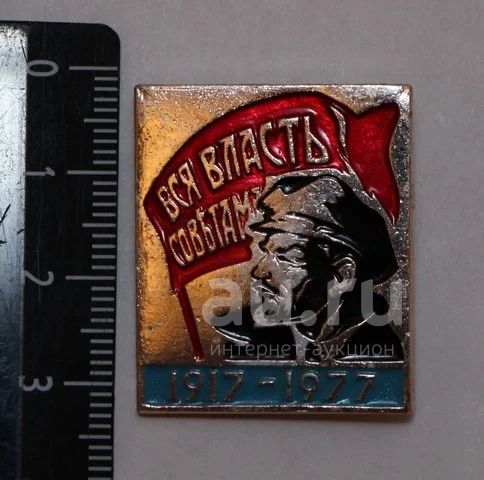 0
1
2
3
ВСЯ ВЛАСТЬ
СОВѢТАМ
au.ru
интернет-аукцион
1917-1977